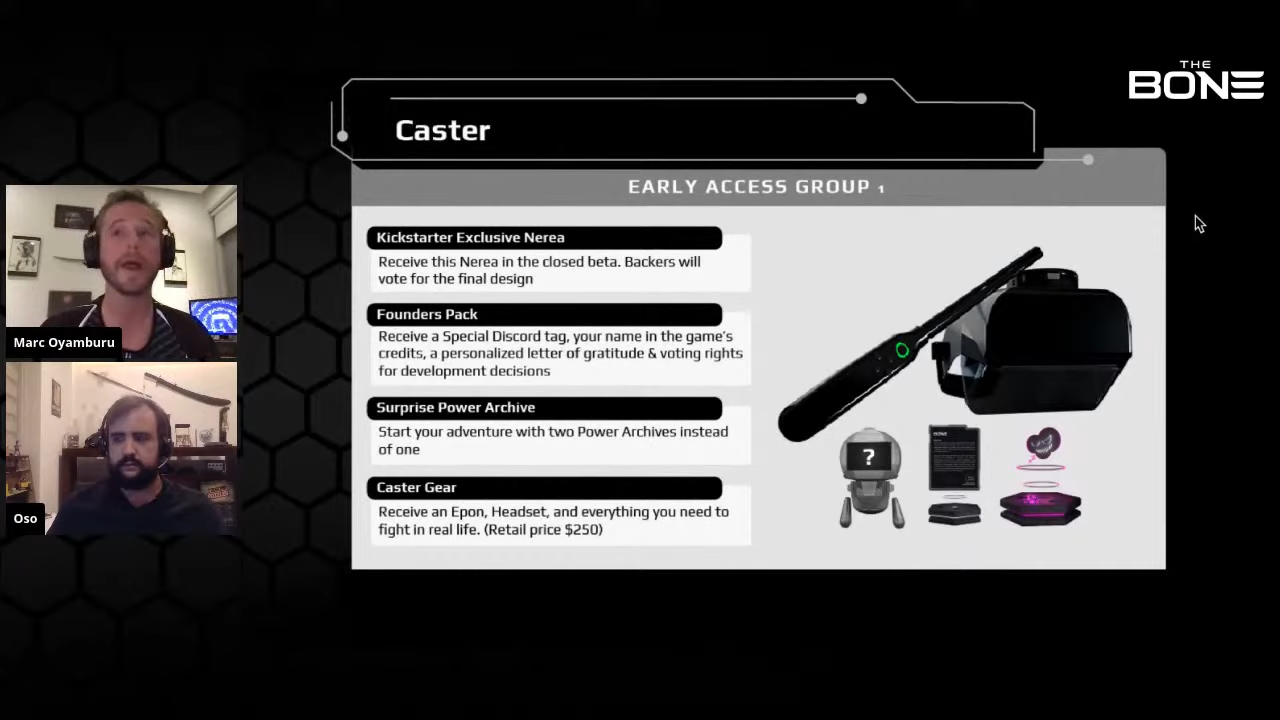 THE
BONE
Caster
EARLY ACCESS GROUP 1
Kickstarter Exclusive Nerea
Receive this Nerea in the closed beta. Backers will
vote for the final design
Founders Pack
Receive a Special Discord tag, your name in the game's
credits, a personalized letter of gratitude & voting rights
for development decisions
Surprise Power Archive
Start your adventure with two Power Archives instead
of one
Caster Gear
Receive an Epon, Headset, and everything you need to
fight in real life. (Retail price $250)
?
Marc Oyamburu
Oso